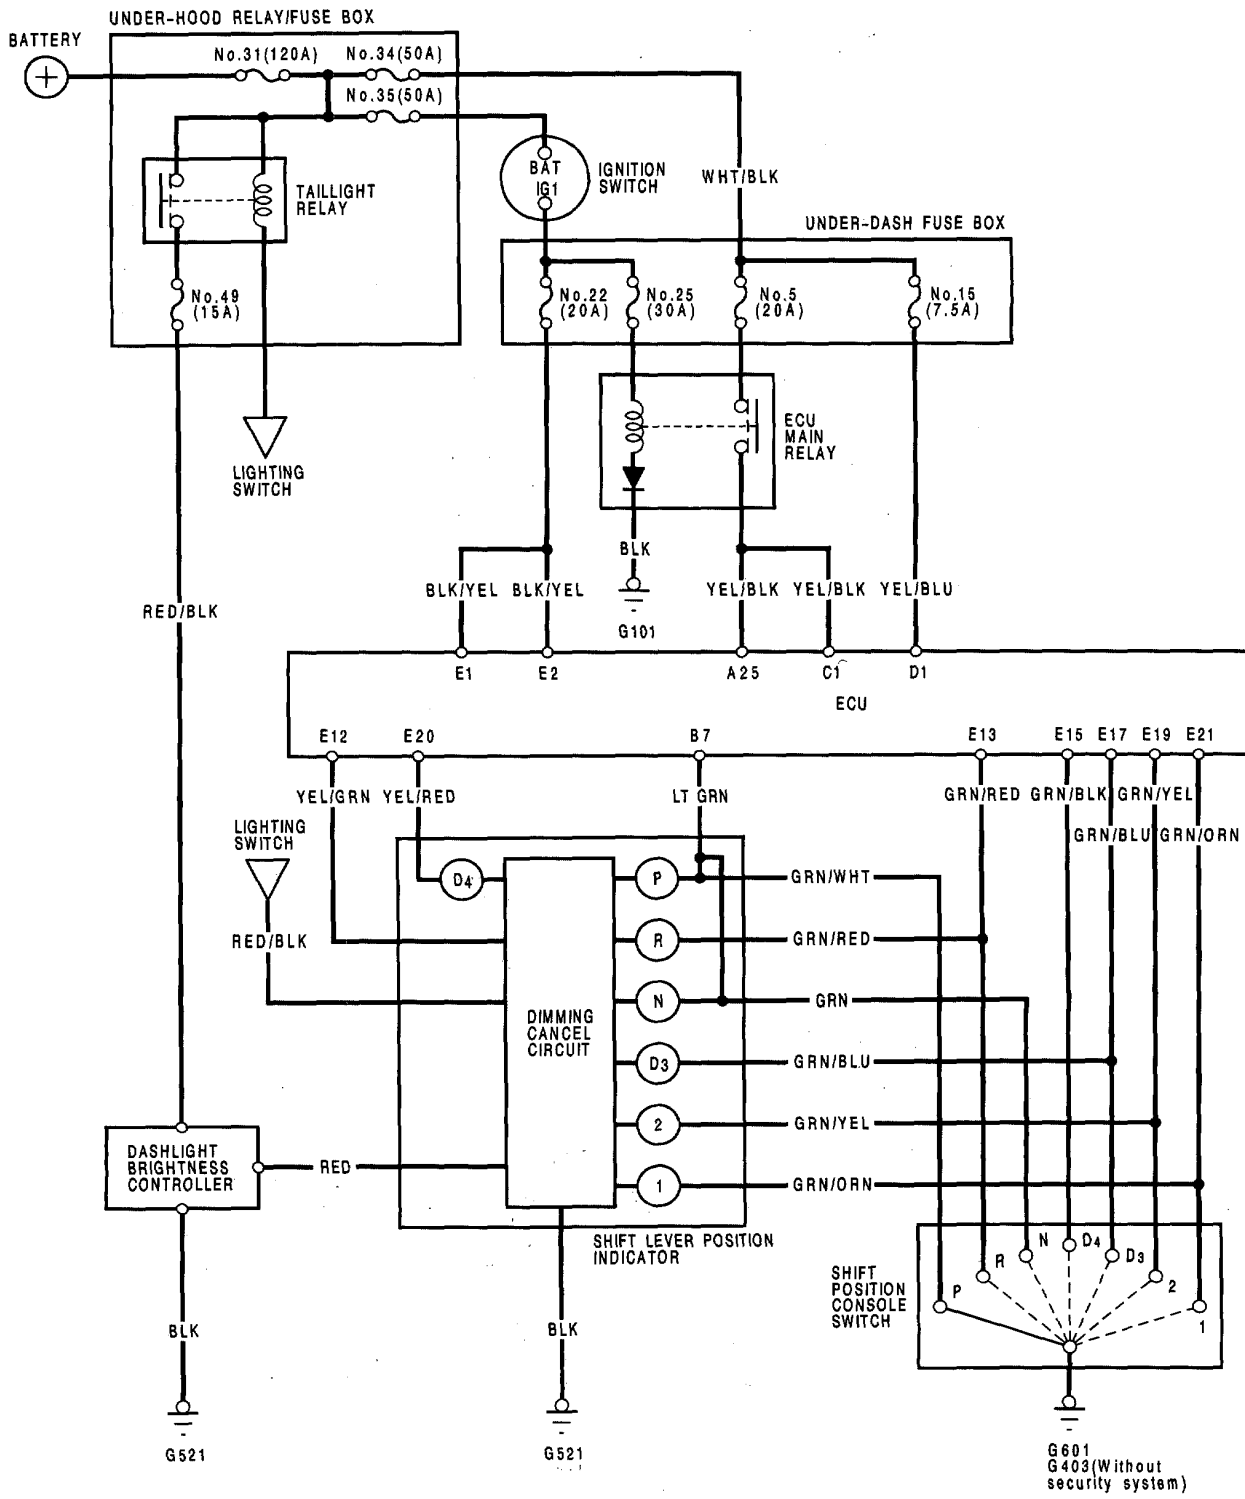 UNDER-HOOD RELAY/FUSE BOX
BATTERY
No.31(120A)
No.34(50A)
No.35(50A)
+
BAT
IG1
IGNITION
SWITCH
WHT/BLK
TAILLIGHT
RELAY
UNDER-DASH FUSE BOX
No.49
(15A)
No.22
(20A)
No.25
(30A)
No.5
(20A)
No.15
(7.5A)
ECU
MAIN
RELAY
LIGHTING
SWITCH
BLK
G101
RED/BLK
BLK/YEL
BLK/YEL
YEL/BLK
YEL/BLK
YEL/BLU
E1
E2
A25
C1
D1
ECU
E12
E20
B7
E13
E15
E17
E19
E21
YEL/GRN
YEL/RED
LT GRN
GRN/RED
GRN/BLK
GRN/YEL
GRN/BLU
GRN/ORN
LIGHTING
SWITCH
RED/BLK
D4
P
GRN/WHT
R
GRN/RED
N
GRN
DIMMING
CANCEL
CIRCUIT
D3
GRN/BLU
2
GRN/YEL
1
GRN/ORN
DASHLIGHT
BRIGHTNESS
CONTROLLER
RED
SHIFT LEVER POSITION
INDICATOR
SHIFT
POSITION
CONSOLE
SWITCH
P
R
N
D4
D3
2
1
BLK
BLK
G521
G521
G601
G403(Without
security system)